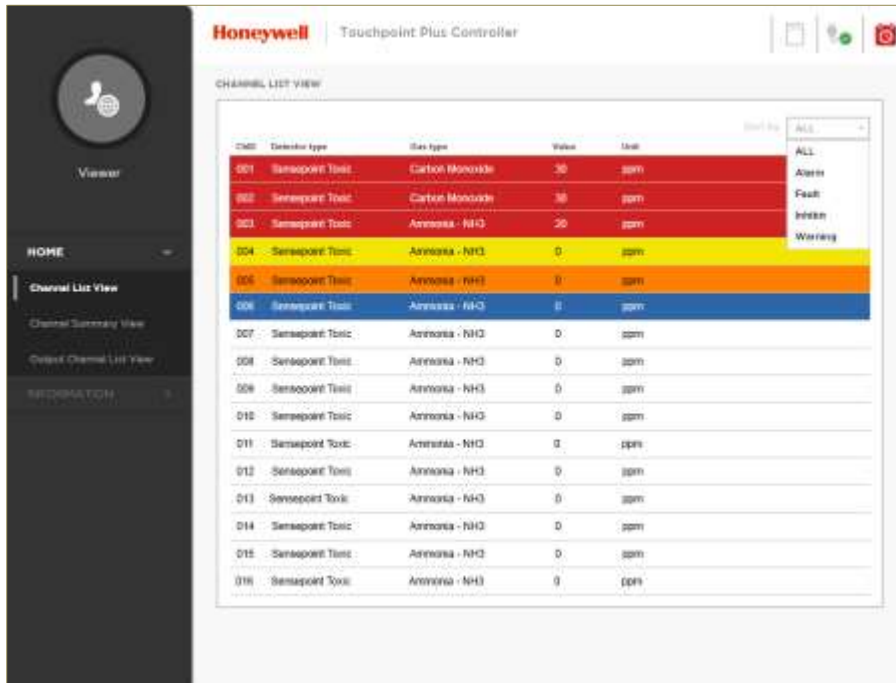 Honeywell Touchpoint Plus Controller
CHANNEL LIST VIEW
Viewer
HOME
Channel List View
Channel Summary View
Output Channel List View
INFORMATION
Sort by ALL
ALL
Alarm
Fault
Inhibit
Warning
ChID Detector type Gas type Value Unit
001 Sensepoint Toxic Carbon Monoxide 30 ppm
002 Sensepoint Toxic Carbon Monoxide 30 ppm
003 Sensepoint Toxic Ammonia - NH3 20 ppm
004 Sensepoint Toxic Ammonia - NH3 0 ppm
005 Sensepoint Toxic Ammonia - NH3 0 ppm
006 Sensepoint Toxic Ammonia - NH3 0 ppm
007 Sensepoint Toxic Ammonia - NH3 0 ppm
008 Sensepoint Toxic Ammonia - NH3 0 ppm
009 Sensepoint Toxic Ammonia - NH3 0 ppm
010 Sensepoint Toxic Ammonia - NH3 0 ppm
011 Sensepoint Toxic Ammonia - NH3 0 ppm
012 Sensepoint Toxic Ammonia - NH3 0 ppm
013 Sensepoint Toxic Ammonia - NH3 0 ppm
014 Sensepoint Toxic Ammonia - NH3 0 ppm
015 Sensepoint Toxic Ammonia - NH3 0 ppm
016 Sensepoint Toxic Ammonia - NH3 0 ppm